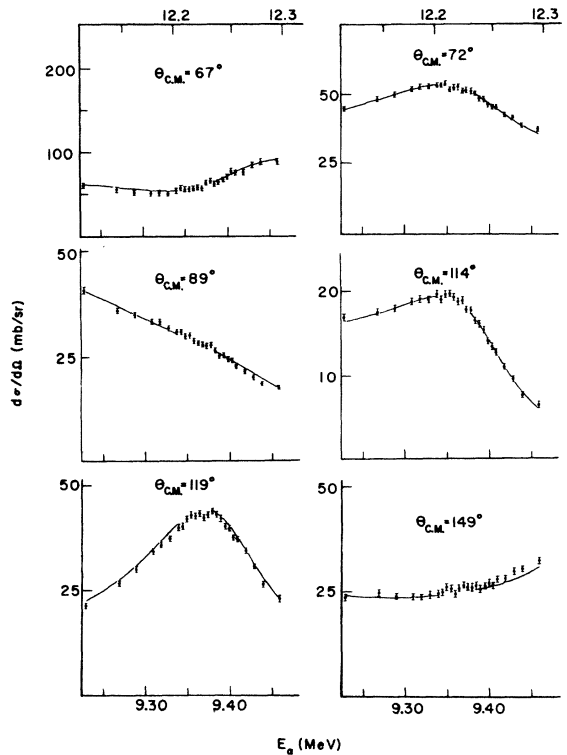 12.2 12.3 12.2 12.3
200
100
θC.M. = 67°
50
25
θC.M. = 72°
50
25
θC.M. = 89°
20
10
θC.M. = 114°
50
25
θC.M. = 119°
50
25
θC.M. = 149°
dσ/dΩ (mb/sr)
9.30 9.40 9.30 9.40
Eα (MeV)